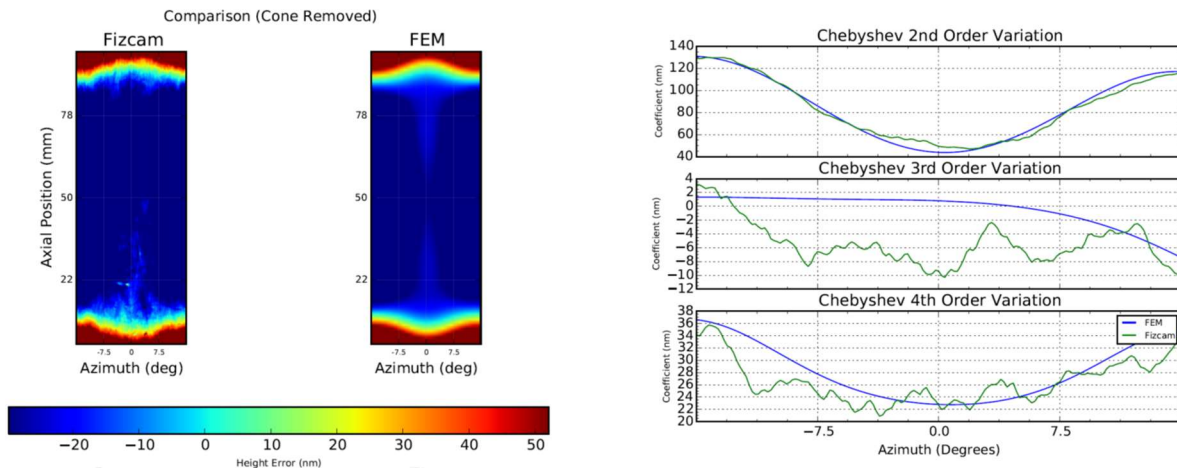 Comparison (Cone Removed)
Fizcam
FEM
Axial Position (mm)
78
50
22
78
50
22
-7.5 0 7.5
-7.5 0 7.5
Azimuth (deg)
Azimuth (deg)
−20 −10 0 10 20 30 40 50
Height Error (nm)
Chebyshev 2nd Order Variation
Coefficient (nm)
140
120
100
80
60
40
Chebyshev 3rd Order Variation
Coefficient (nm)
4
2
0
−2
−4
−6
−8
−10
−12
Chebyshev 4th Order Variation
Coefficient (nm)
38
36
34
32
30
28
26
24
22
20
FEM
Fizcam
−7.5 0.0 7.5
Azimuth (Degrees)